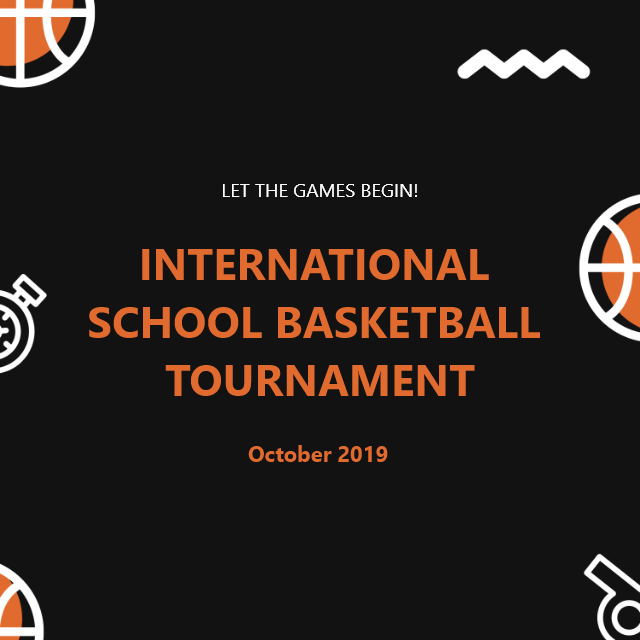 LET THE GAMES BEGIN!
INTERNATIONAL
SCHOOL BASKETBALL
TOURNAMENT
October 2019